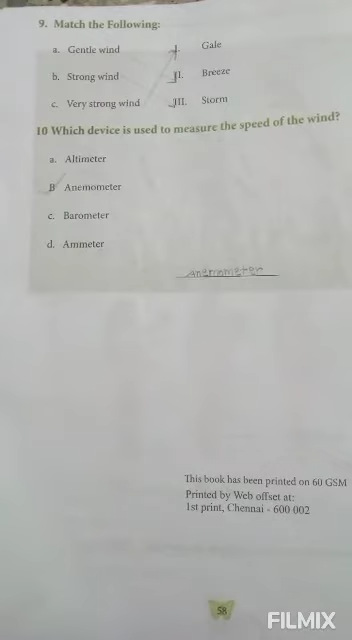 9. Match the Following:
a. Gentle wind I. Gale
b. Strong wind II. Breeze
c. Very strong wind III. Storm
10 Which device is used to measure the speed of the wind?
a. Altimeter
B Anemometer
c. Barometer
d. Ammeter
Anemometer
This book has been printed on 60 GSM
Printed by Web offset at:
1st print, Chennai - 600 002
58
FILMIX